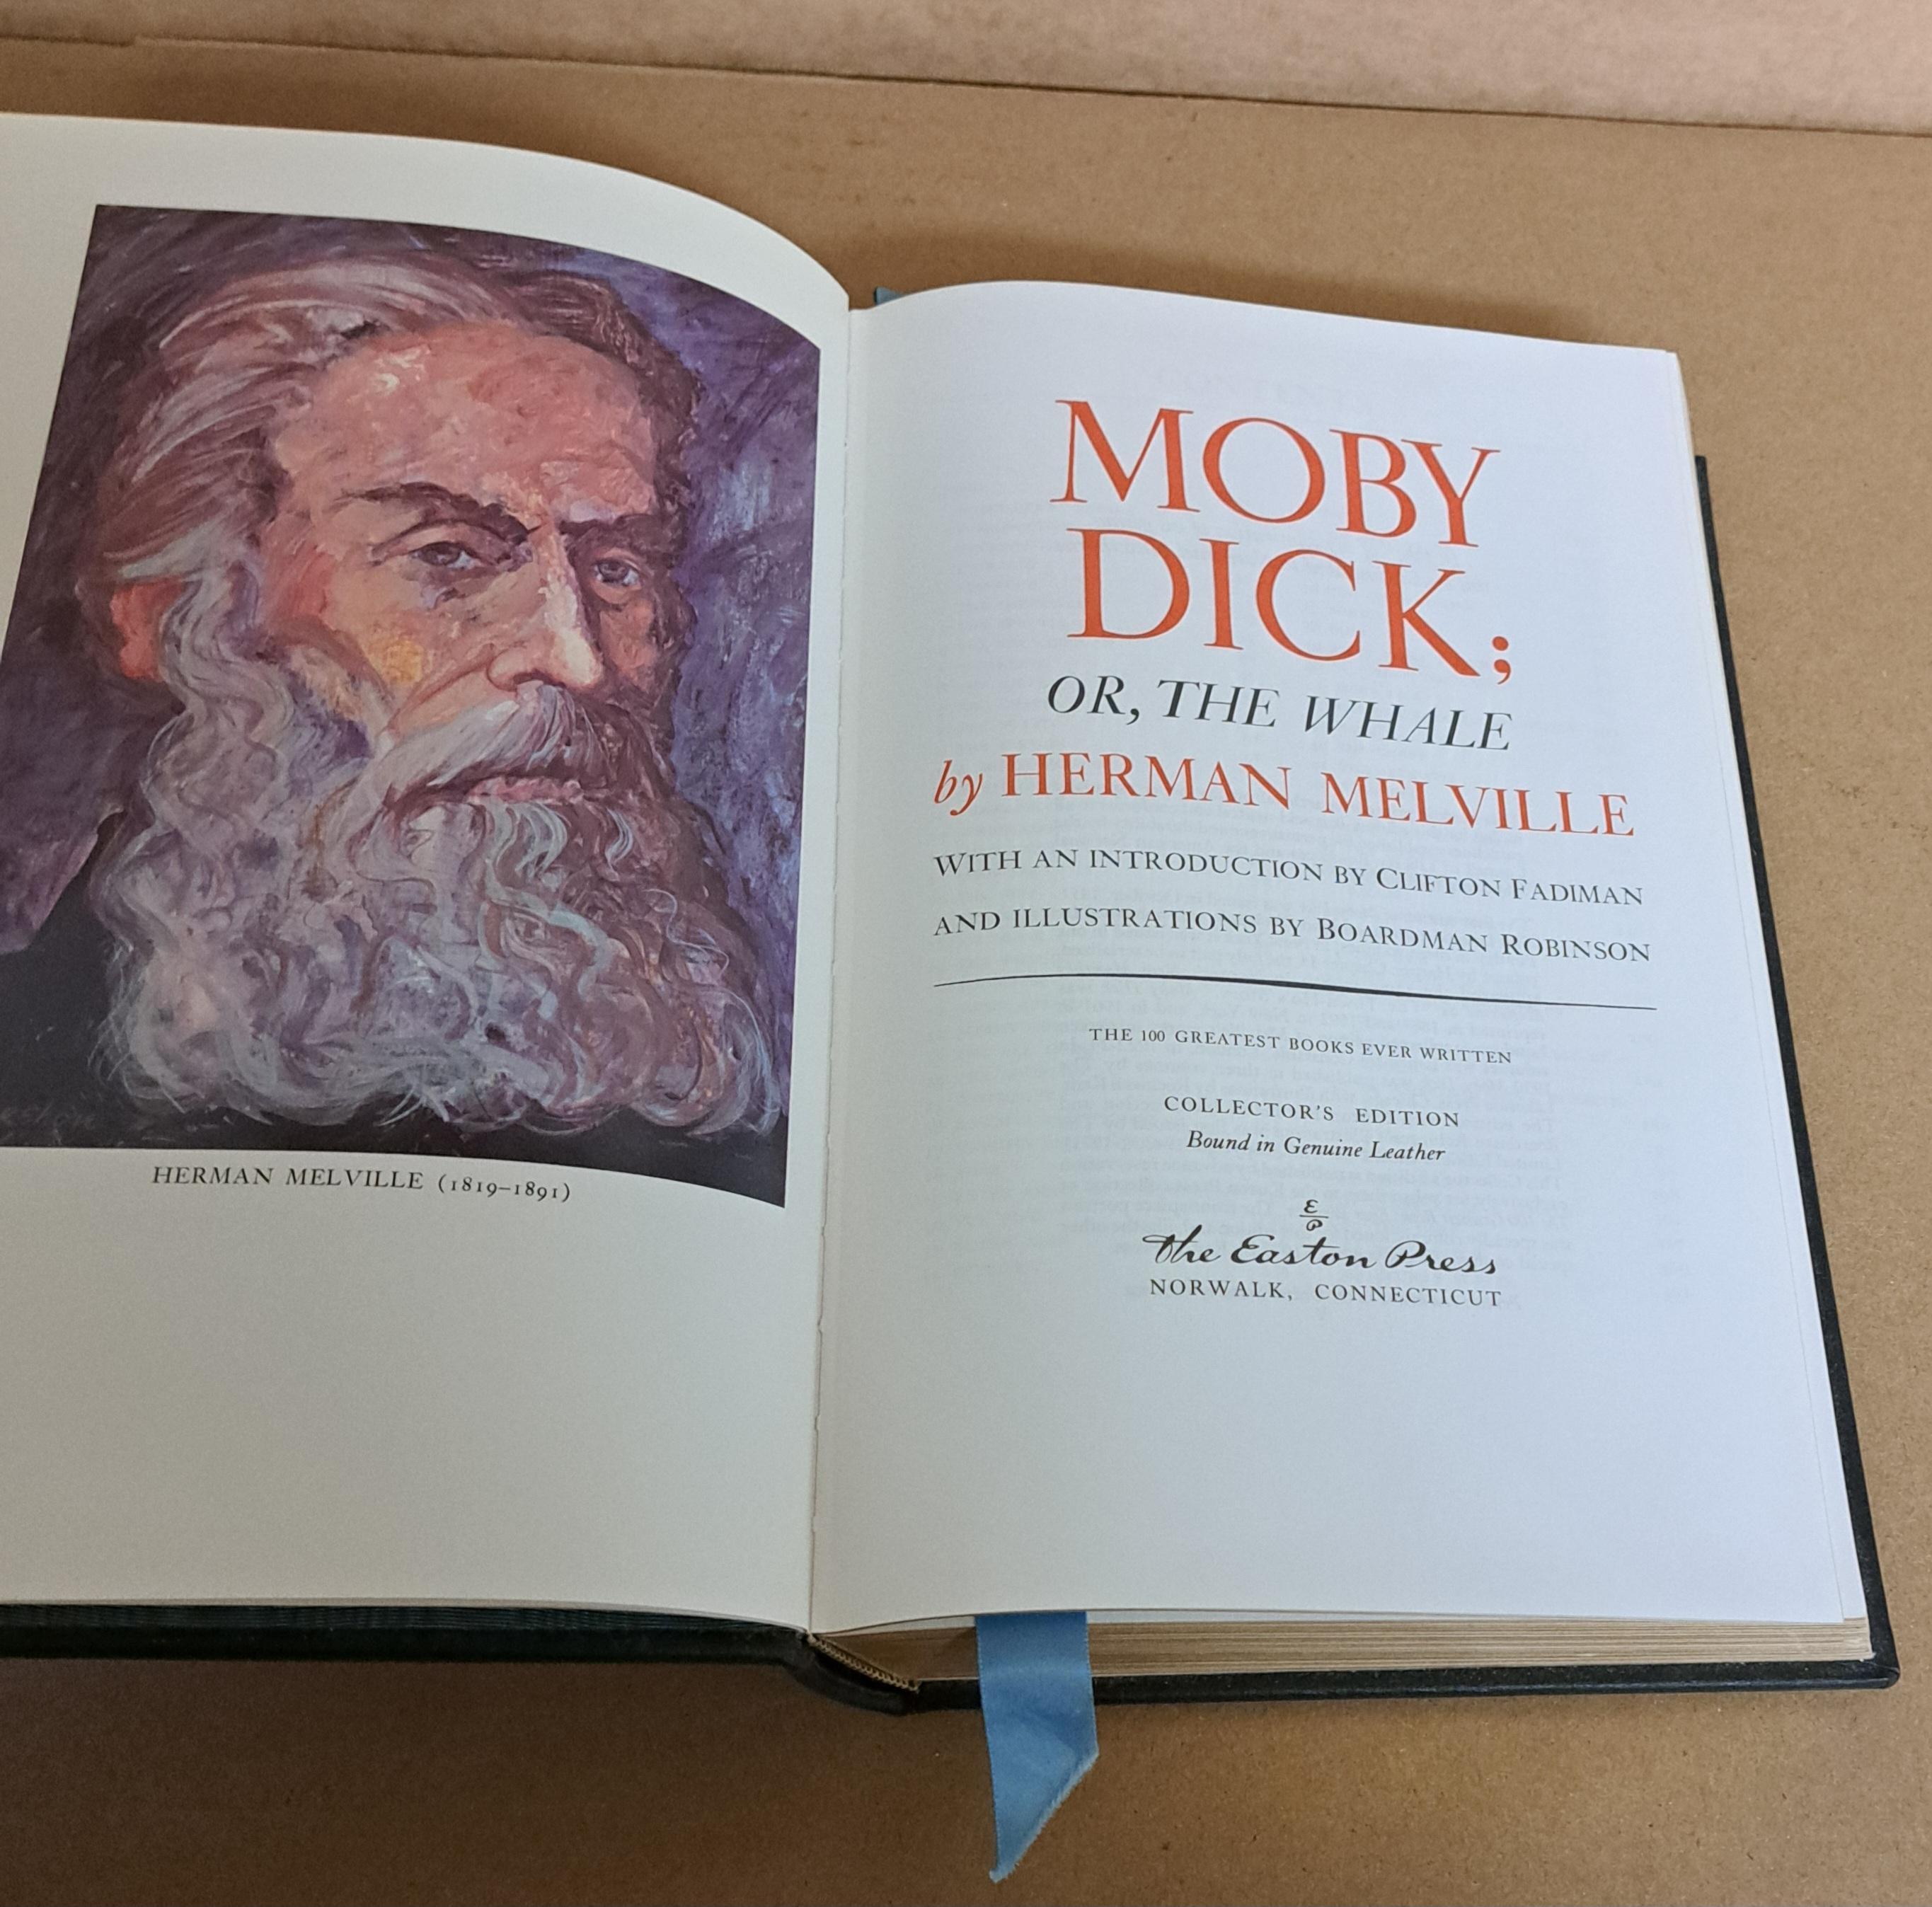 HERMAN MELVILLE (1819–1891)
MOBY
DICK;
OR, THE WHALE
by HERMAN MELVILLE
WITH AN INTRODUCTION BY CLIFTON FADIMAN
AND ILLUSTRATIONS BY BOARDMAN ROBINSON
THE 100 GREATEST BOOKS EVER WRITTEN
COLLECTOR'S EDITION
Bound in Genuine Leather
E
P
The Easton Press
NORWALK, CONNECTICUT